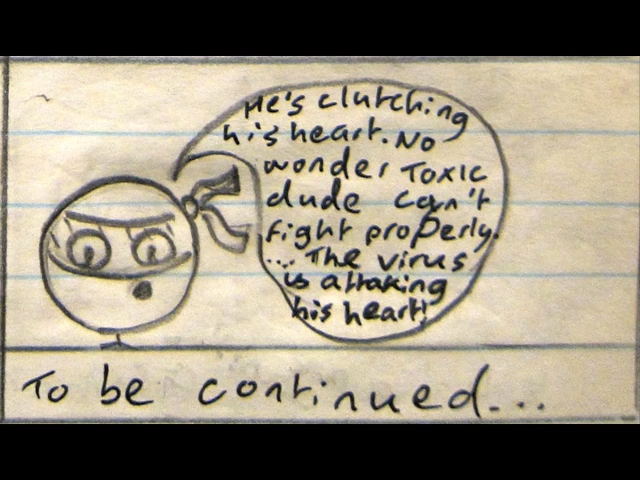 He's clutching
his heart. No
wonder Toxic
dude can't
fight properly.
.... The virus
is attaking
his heart!
To be continued...